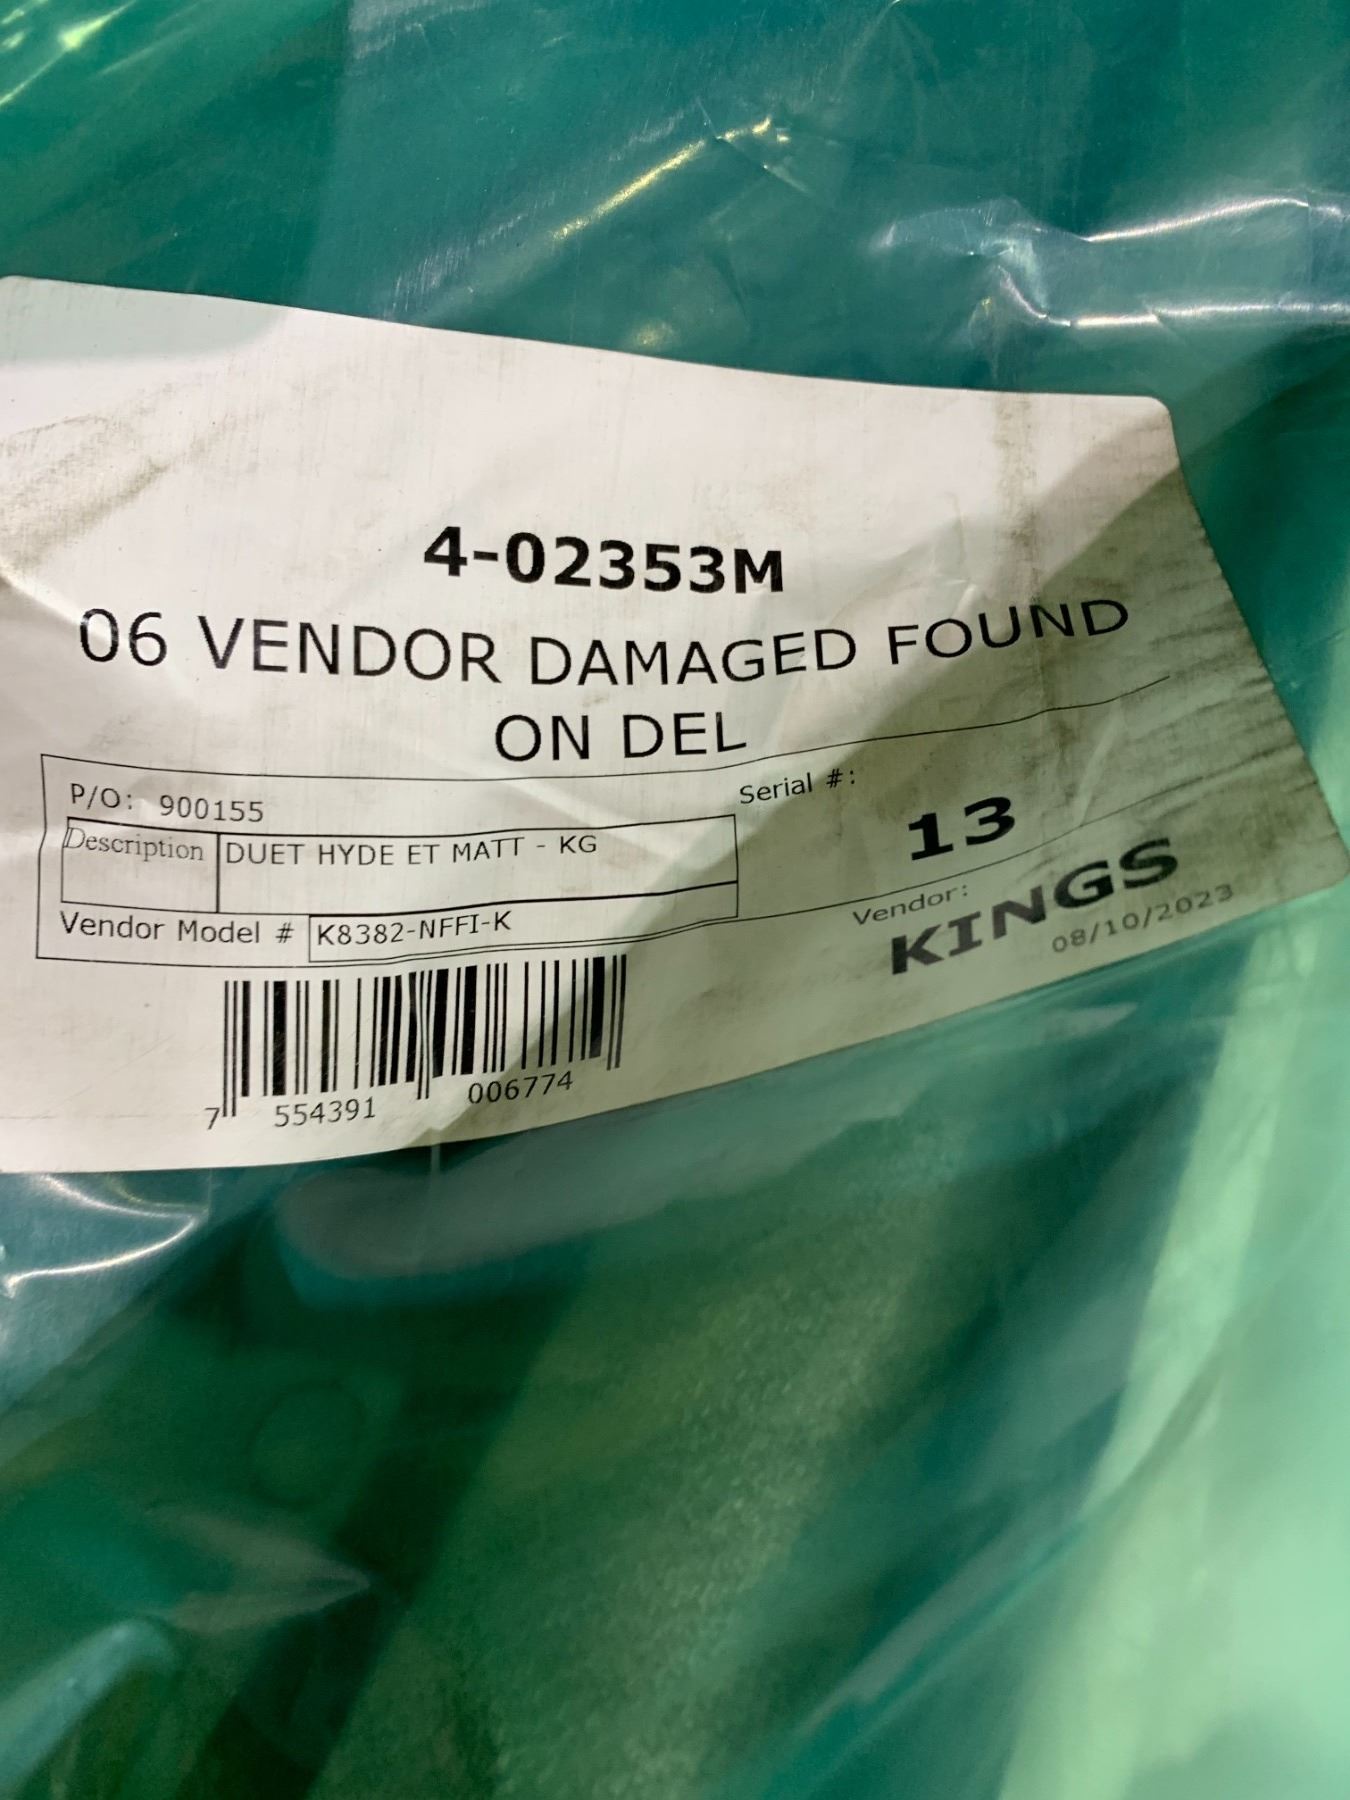 4-02353M
06 VENDOR DAMAGED FOUND
ON DEL
P/O: 900155
Serial #:
13
Description DUET HYDE ET MATT - KG
Vendor Model # K8382-NFFI-K
Vendor:
KINGS
08/10/2023
7 554391 006774